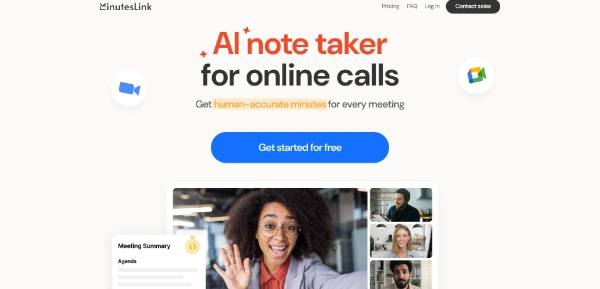 MinutesLink
Pricing FAQ Log in Contact sales
AI note taker
for online calls
Get human-accurate minutes for every meeting
Get started for free
Meeting Summary
Agenda